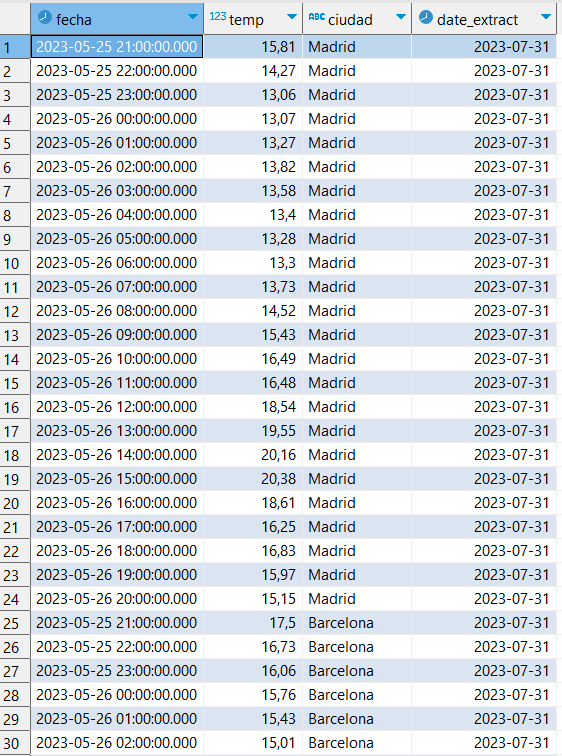 fecha 123 temp ABC ciudad date_extract
1 2023-05-25 21:00:00.000 15,81 Madrid 2023-07-31
2 2023-05-25 22:00:00.000 14,27 Madrid 2023-07-31
3 2023-05-25 23:00:00.000 13,06 Madrid 2023-07-31
4 2023-05-26 00:00:00.000 13,07 Madrid 2023-07-31
5 2023-05-26 01:00:00.000 13,27 Madrid 2023-07-31
6 2023-05-26 02:00:00.000 13,82 Madrid 2023-07-31
7 2023-05-26 03:00:00.000 13,58 Madrid 2023-07-31
8 2023-05-26 04:00:00.000 13,4 Madrid 2023-07-31
9 2023-05-26 05:00:00.000 13,28 Madrid 2023-07-31
10 2023-05-26 06:00:00.000 13,3 Madrid 2023-07-31
11 2023-05-26 07:00:00.000 13,73 Madrid 2023-07-31
12 2023-05-26 08:00:00.000 14,52 Madrid 2023-07-31
13 2023-05-26 09:00:00.000 15,43 Madrid 2023-07-31
14 2023-05-26 10:00:00.000 16,49 Madrid 2023-07-31
15 2023-05-26 11:00:00.000 16,48 Madrid 2023-07-31
16 2023-05-26 12:00:00.000 18,54 Madrid 2023-07-31
17 2023-05-26 13:00:00.000 19,55 Madrid 2023-07-31
18 2023-05-26 14:00:00.000 20,16 Madrid 2023-07-31
19 2023-05-26 15:00:00.000 20,38 Madrid 2023-07-31
20 2023-05-26 16:00:00.000 18,61 Madrid 2023-07-31
21 2023-05-26 17:00:00.000 16,25 Madrid 2023-07-31
22 2023-05-26 18:00:00.000 16,83 Madrid 2023-07-31
23 2023-05-26 19:00:00.000 15,97 Madrid 2023-07-31
24 2023-05-26 20:00:00.000 15,15 Madrid 2023-07-31
25 2023-05-25 21:00:00.000 17,5 Barcelona 2023-07-31
26 2023-05-25 22:00:00.000 16,73 Barcelona 2023-07-31
27 2023-05-25 23:00:00.000 16,06 Barcelona 2023-07-31
28 2023-05-26 00:00:00.000 15,76 Barcelona 2023-07-31
29 2023-05-26 01:00:00.000 15,43 Barcelona 2023-07-31
30 2023-05-26 02:00:00.000 15,01 Barcelona 2023-07-31